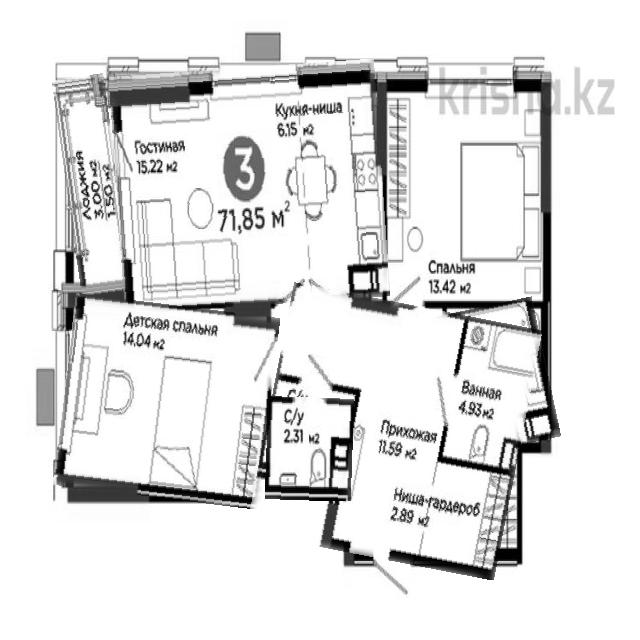 krisha.kz
Кухня-ниша
6.15 м2
Гостиная
15.22 м2
3
71,85 м2
Лоджия
3.00 м2
1.50 м2
Спальня
13.42 м2
Детская спальня
14.04 м2
Ванная
4.93 м2
С/у
2.31 м2
Прихожая
11.59 м2
Ниша-гардероб
2.89 м2